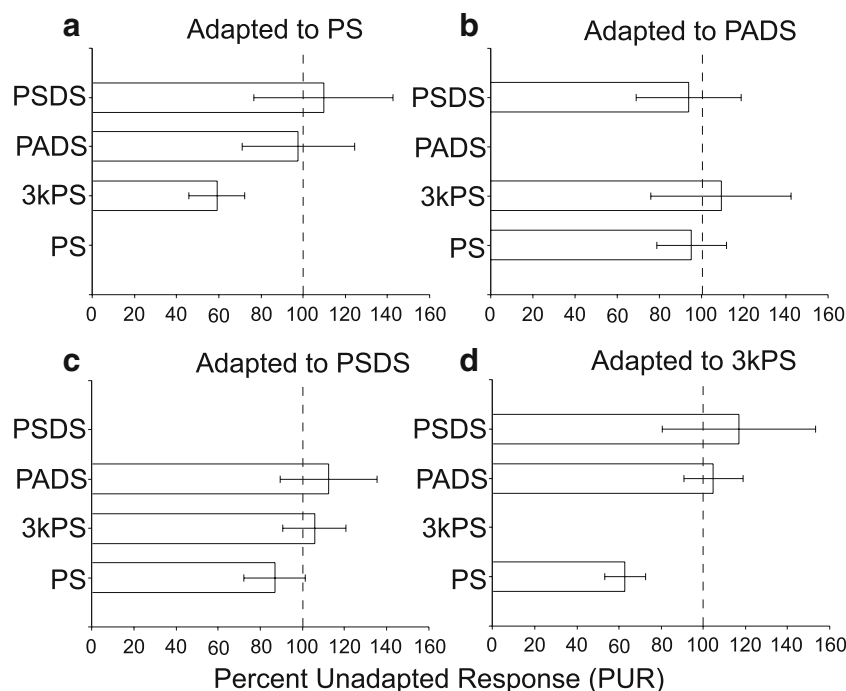 a Adapted to PS
PSDS
PADS
3kPS
PS
0 20 40 60 80 100 120 140 160
b Adapted to PADS
PSDS
PADS
3kPS
PS
0 20 40 60 80 100 120 140 160
c Adapted to PSDS
PSDS
PADS
3kPS
PS
0 20 40 60 80 100 120 140 160
d Adapted to 3kPS
PSDS
PADS
3kPS
PS
0 20 40 60 80 100 120 140 160
Percent Unadapted Response (PUR)